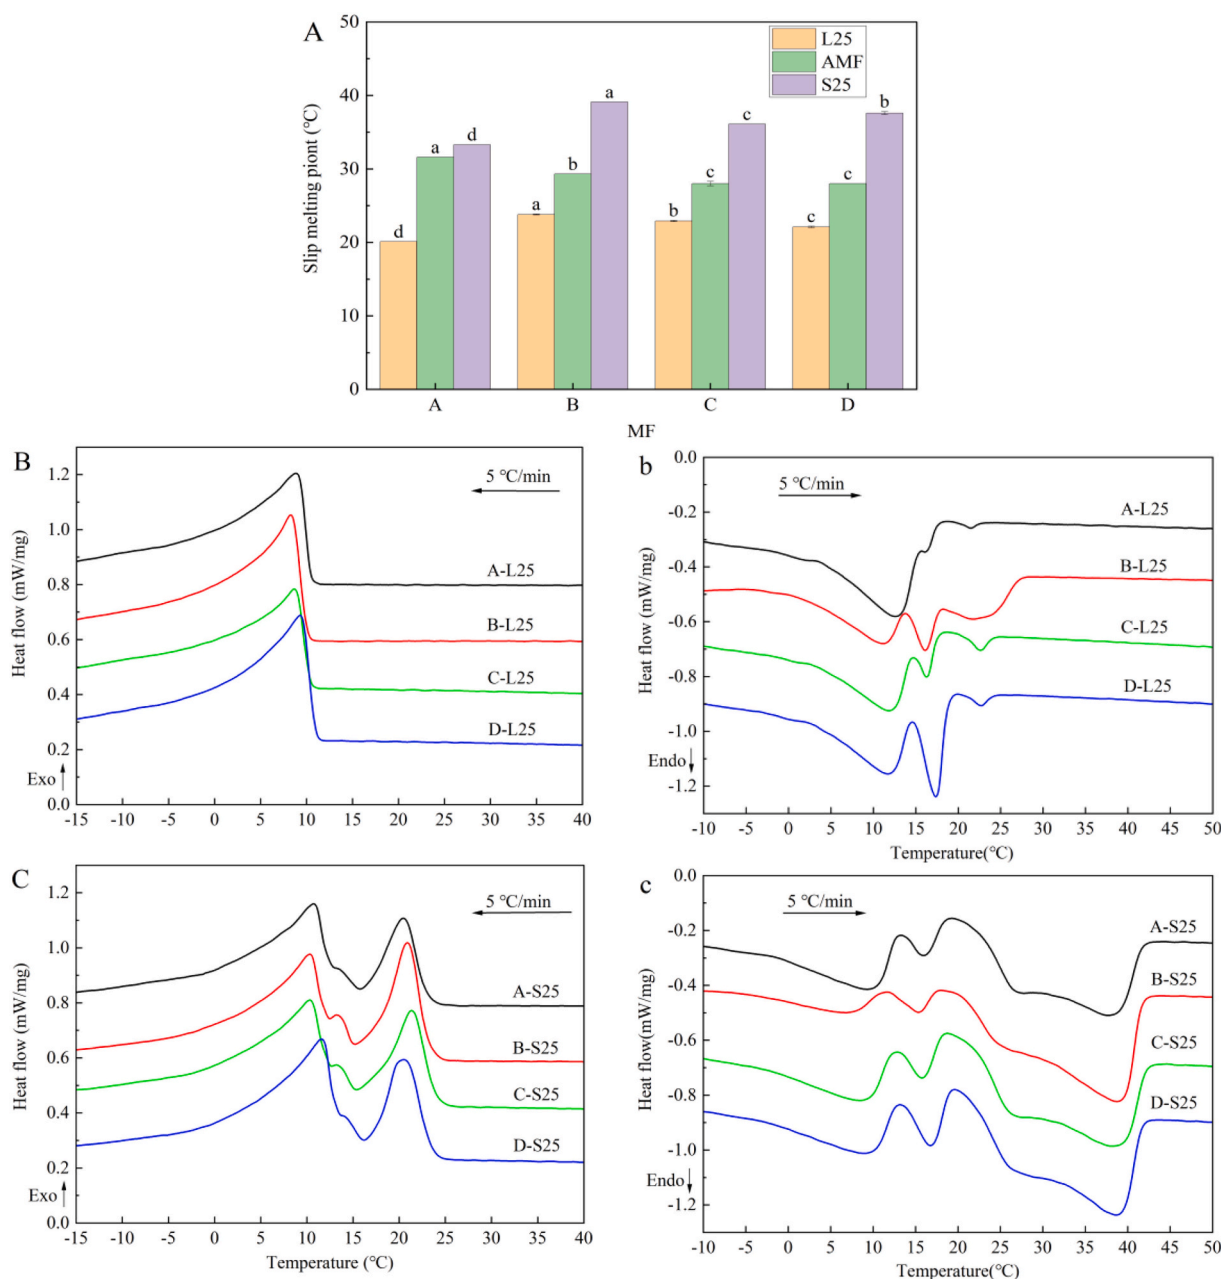 A
50
40
30
20
10
0
Slip melting piont (℃)
L25
AMF
S25
d
a
d
a
b
a
b
c
c
c
c
b
A
B
C
D
MF
B
1.2
1.0
0.8
0.6
0.4
0.2
0.0
Heat flow (mW/mg)
5 ℃/min
A-L25
B-L25
C-L25
D-L25
Exo
-15 -10 -5 0 5 10 15 20 25 30 35 40
b
0.0
-0.2
-0.4
-0.6
-0.8
-1.0
-1.2
Heat flow (mW/mg)
5 ℃/min
A-L25
B-L25
C-L25
D-L25
Endo
-10 -5 0 5 10 15 20 25 30 35 40 45 50
Temperature(℃)
C
1.2
1.0
0.8
0.6
0.4
0.2
0.0
Heat flow (mW/mg)
5 ℃/min
A-S25
B-S25
C-S25
D-S25
Exo
-15 -10 -5 0 5 10 15 20 25 30 35 40
Temperature (℃)
c
0.0
-0.2
-0.4
-0.6
-0.8
-1.0
-1.2
Heat flow(mW/mg)
5 ℃/min
A-S25
B-S25
C-S25
D-S25
Endo
-10 -5 0 5 10 15 20 25 30 35 40 45 50
Temperature(℃)